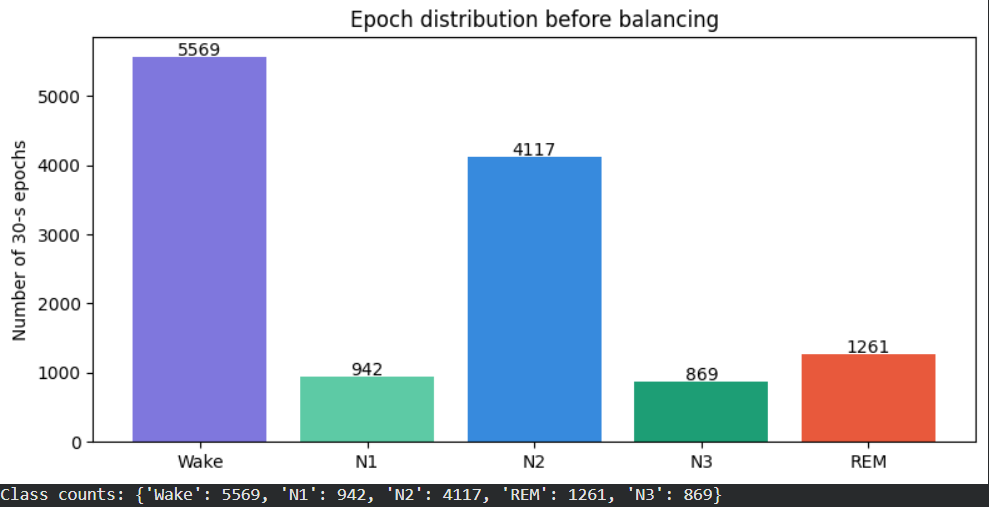 Epoch distribution before balancing
5569
942
4117
869
1261
5000
4000
3000
2000
1000
0
Number of 30-s epochs
Wake N1 N2 N3 REM
Class counts: {'Wake': 5569, 'N1': 942, 'N2': 4117, 'REM': 1261, 'N3': 869}